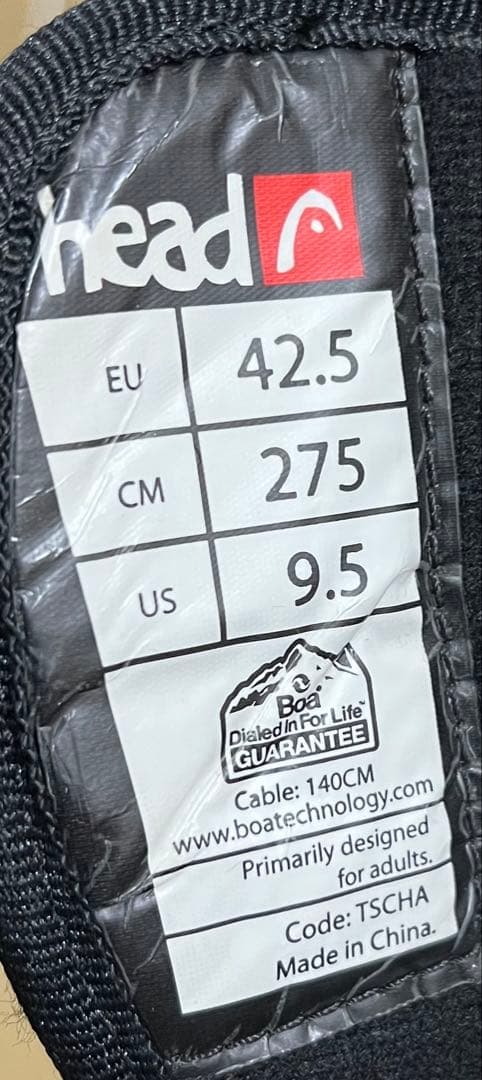 head
EU 42.5
CM 275
US 9.5
Boa
Dialed In For Life™
GUARANTEE
Cable: 140CM
www.boatechnology.com
Primarily designed
for adults.
Code: TSCHA
Made in China.